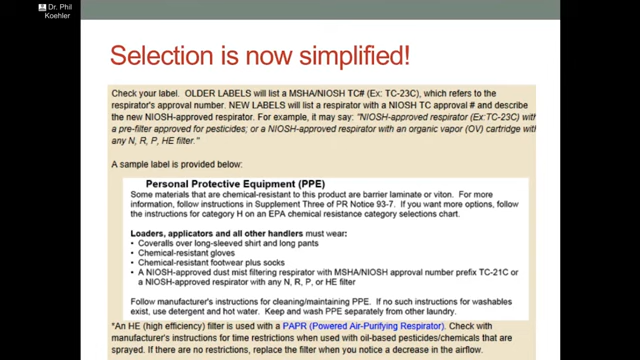 Dr. Phil
Koehler
Selection is now simplified!
Check your label. OLDER LABELS will list a MSHA/NIOSH TC# (Ex: TC-23C), which refers to the
respirator's approval number. NEW LABELS will list a respirator with a NIOSH TC approval # and describe
the new NIOSH-approved respirator. For example, it may say: "NIOSH-approved respirator (Ex:TC-23C) with
a pre-filter approved for pesticides; or a NIOSH-approved respirator with an organic vapor (OV) cartridge with
any N, R, P, HE filter."
A sample label is provided below:
Personal Protective Equipment (PPE)
Some materials that are chemical-resistant to this product are barrier laminate or viton. For more
information, follow instructions in Supplement Three of PR Notice 93-7. If you want more options, follow
the instructions for category H on an EPA chemical resistance category selections chart.
Loaders, applicators and all other handlers must wear:
• Coveralls over long-sleeved shirt and long pants
• Chemical-resistant gloves
• Chemical-resistant footwear plus socks
• A NIOSH-approved dust mist filtering respirator with MSHA/NIOSH approval number prefix TC-21C or
a NIOSH-approved respirator with any N, R, P, or HE filter
Follow manufacturer's instructions for cleaning/maintaining PPE. If no such instructions for washables
exist, use detergent and hot water. Keep and wash PPE separately from other laundry.
*An HE (high efficiency) filter is used with a PAPR (Powered Air-Purifying Respirator). Check with
manufacturer's instructions for time restrictions when used with oil-based pesticides/chemicals that are
sprayed. If there are no restrictions, replace the filter when you notice a decrease in the airflow.